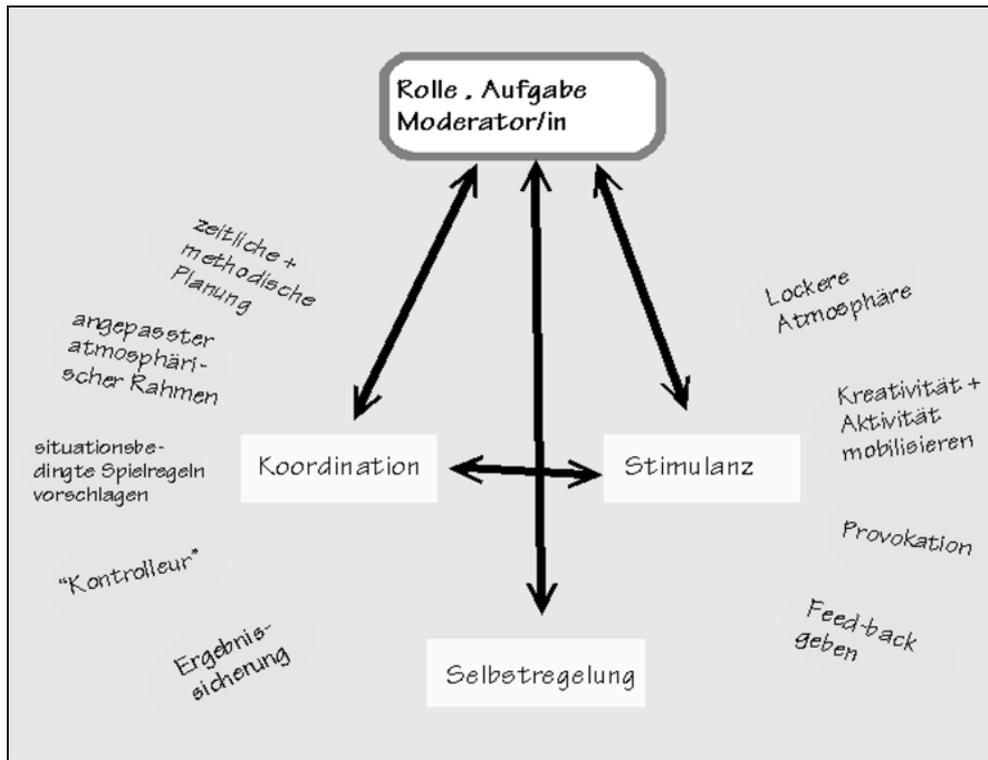 Rolle . Aufgabe
Moderator/in
zeitliche +
methodische
Planung
angepasster
atmosphäri-
scher Rahmen
situationsbe-
dingte Spielregeln
vorschlagen
"Kontrolleur"
Ergebnis-
sicherung
Koordination
Stimulanz
Selbstregelung
Lockere
Atmosphäre
Kreativität +
Aktivität
mobilisieren
Provokation
Feed-back
geben